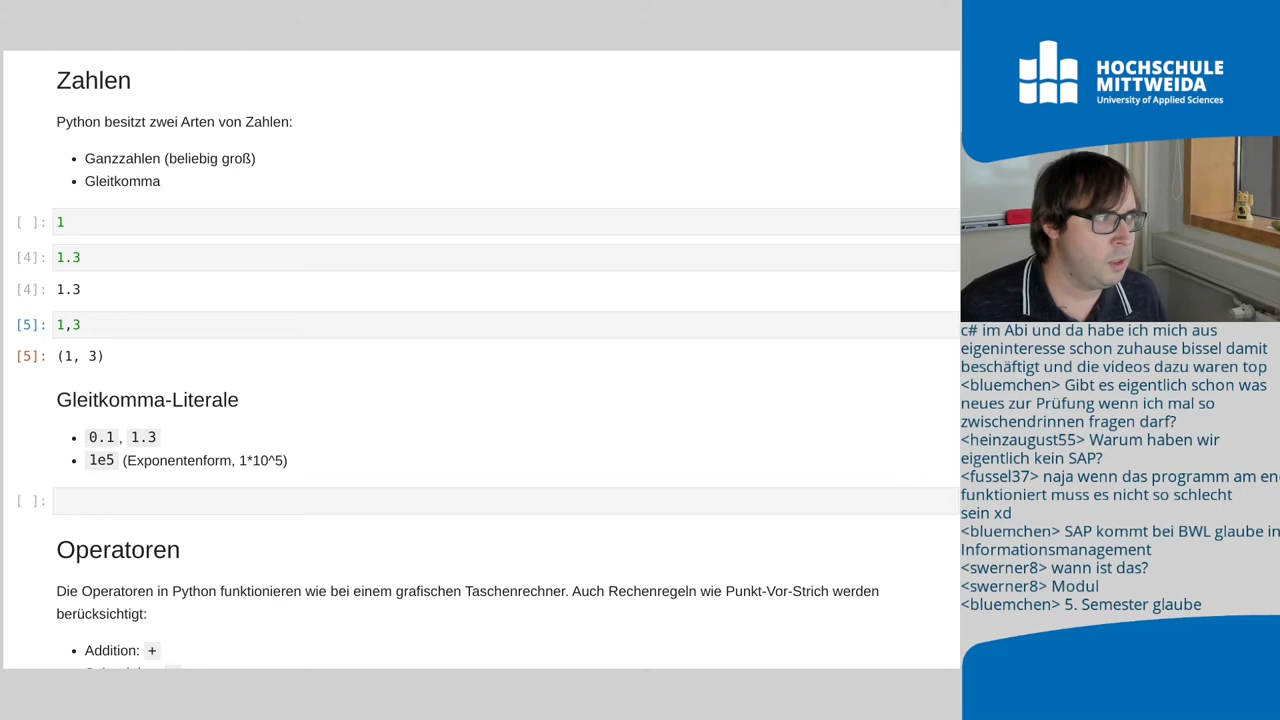 Zahlen
Python besitzt zwei Arten von Zahlen:
• Ganzzahlen (beliebig groß)
• Gleitkomma
[ ]: 1
[4]: 1.3
[4]: 1.3
[5]: 1,3
[5]: (1, 3)
Gleitkomma-Literale
• 0.1, 1.3
• 1e5 (Exponentenform, 1*10^5)
[ ]:
Operatoren
Die Operatoren in Python funktionieren wie bei einem grafischen Taschenrechner. Auch Rechenregeln wie Punkt-Vor-Strich werden
berücksichtigt:
• Addition: +
HOCHSCHULE
MITTWEIDA
University of Applied Sciences
c# im Abi und da habe ich mich aus
eigeninteresse schon zuhause bissel damit
beschäftigt und die videos dazu waren top
<bluemchen> Gibt es eigentlich schon was
neues zur Prüfung wenn ich mal so
zwischendrinnen fragen darf?
<heinzaugust55> Warum haben wir
eigentlich kein SAP?
<fussel37> naja wenn das programm am en
funktioniert muss es nicht so schlecht
sein xd
<bluemchen> SAP kommt bei BWL glaube in
Informationsmanagement
<swerner8> wann ist das?
<swerner8> Modul
<bluemchen> 5. Semester glaube